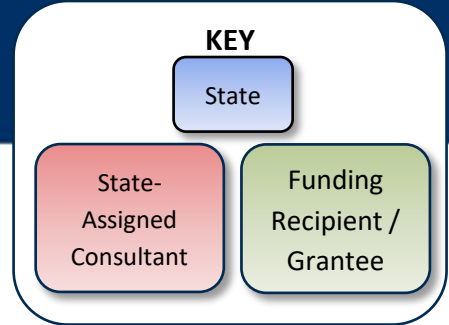 KEY
State
State-
Assigned
Consultant
Funding
Recipient /
Grantee